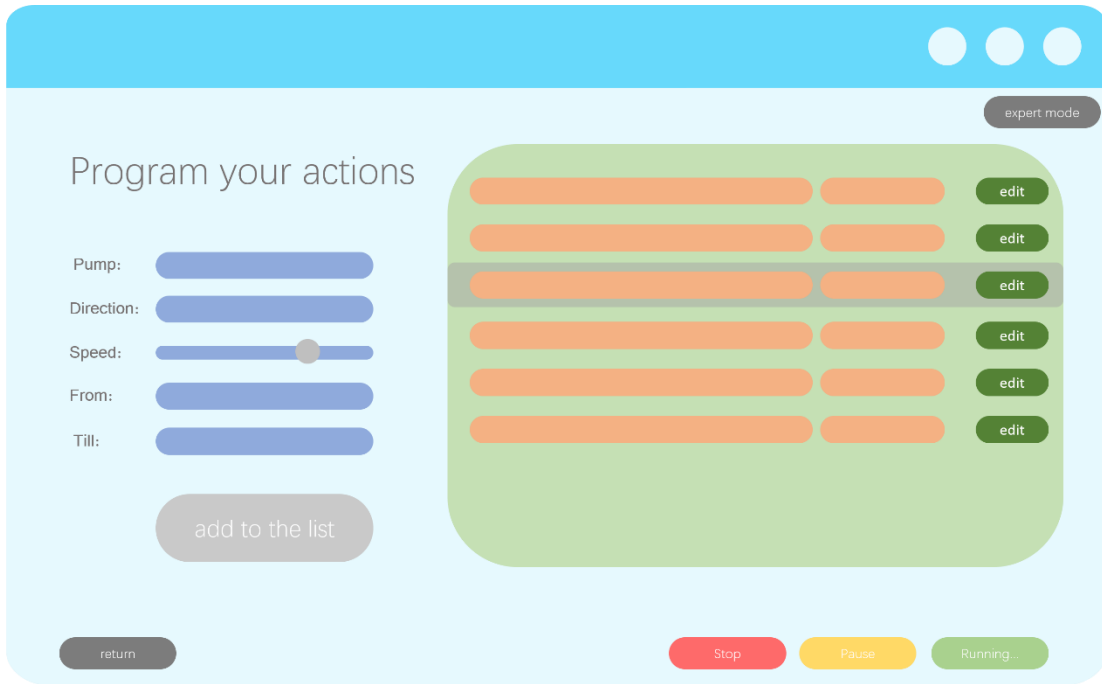 expert mode
Program your actions
Pump:
Direction:
Speed:
From:
Till:
add to the list
edit
edit
edit
edit
edit
edit
return
Stop
Pause
Running...